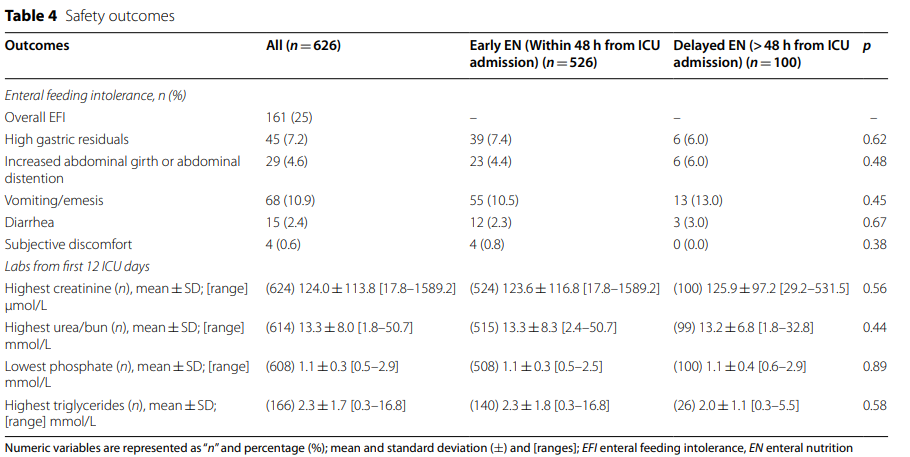 Table 4 Safety outcomes
Outcomes All (n = 626) Early EN (Within 48 h from ICU admission) (n = 526) Delayed EN (> 48 h from ICU admission) (n = 100) p
Enteral feeding intolerance, n (%)
Overall EFI 161 (25) – – –
High gastric residuals 45 (7.2) 39 (7.4) 6 (6.0) 0.62
Increased abdominal girth or abdominal distention 29 (4.6) 23 (4.4) 6 (6.0) 0.48
Vomiting/emesis 68 (10.9) 55 (10.5) 13 (13.0) 0.45
Diarrhea 15 (2.4) 12 (2.3) 3 (3.0) 0.67
Subjective discomfort 4 (0.6) 4 (0.8) 0 (0.0) 0.38
Labs from first 12 ICU days
Highest creatinine (n), mean ± SD; [range] μmol/L (624) 124.0 ± 113.8 [17.8–1589.2] (524) 123.6 ± 116.8 [17.8–1589.2] (100) 125.9 ± 97.2 [29.2–531.5] 0.56
Highest urea/bun (n), mean ± SD; [range] mmol/L (614) 13.3 ± 8.0 [1.8–50.7] (515) 13.3 ± 8.3 [2.4–50.7] (99) 13.2 ± 6.8 [1.8–32.8] 0.44
Lowest phosphate (n), mean ± SD; [range] mmol/L (608) 1.1 ± 0.3 [0.5–2.9] (508) 1.1 ± 0.3 [0.5–2.5] (100) 1.1 ± 0.4 [0.6–2.9] 0.89
Highest triglycerides (n), mean ± SD; [range] mmol/L (166) 2.3 ± 1.7 [0.3–16.8] (140) 2.3 ± 1.8 [0.3–16.8] (26) 2.0 ± 1.1 [0.3–5.5] 0.58
Numeric variables are represented as “n” and percentage (%); mean and standard deviation (±) and [ranges]; EFI enteral feeding intolerance, EN enteral nutrition